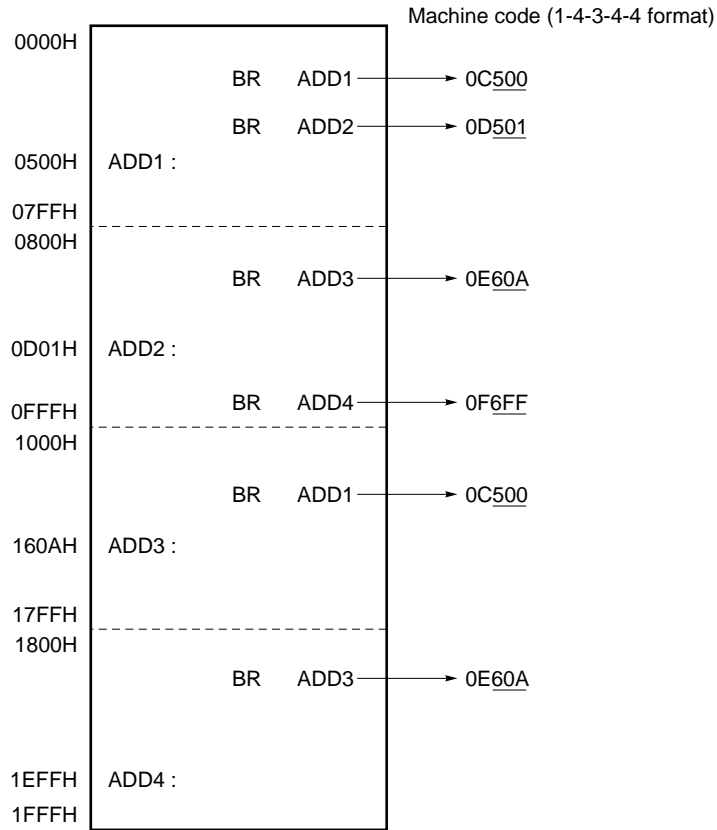 Machine code (1-4-3-4-4 format)
0000H
BR ADD1 0C500
BR ADD2 0D501
0500H ADD1 :
07FFH
0800H
BR ADD3 0E60A
0D01H ADD2 :
BR ADD4 0F6FF
0FFFH
1000H
BR ADD1 0C500
160AH ADD3 :
17FFH
1800H
BR ADD3 0E60A
1EFFH ADD4 :
1FFFH